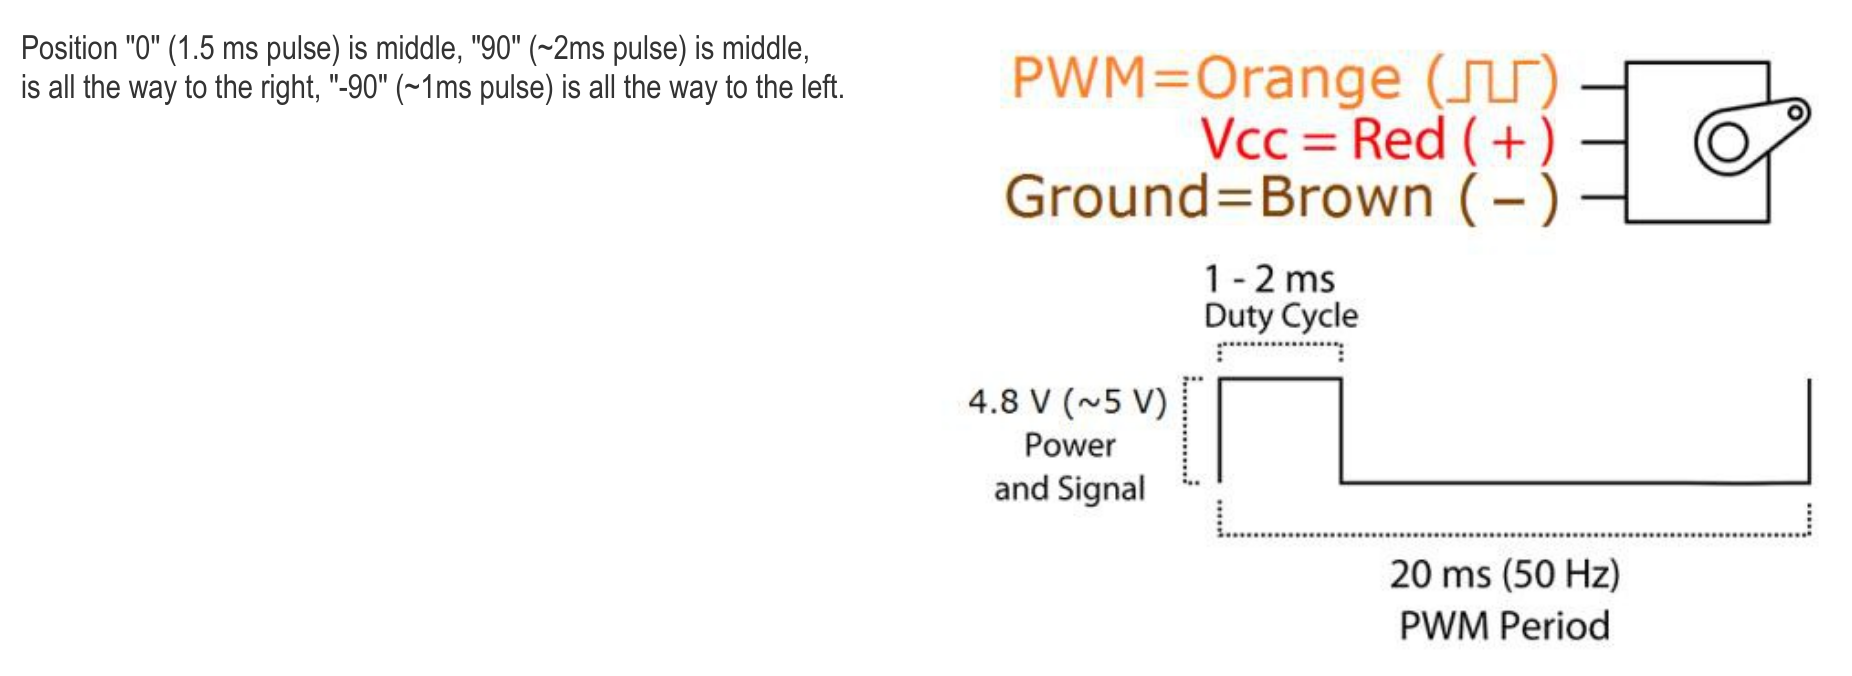 Position "0" (1.5 ms pulse) is middle, "90" (~2ms pulse) is middle,
is all the way to the right, "-90" (~1ms pulse) is all the way to the left.
PWM=Orange (⎍⎍)
Vcc = Red ( + )
Ground=Brown ( − )
1 - 2 ms
Duty Cycle
4.8 V (~5 V)
Power
and Signal
20 ms (50 Hz)
PWM Period